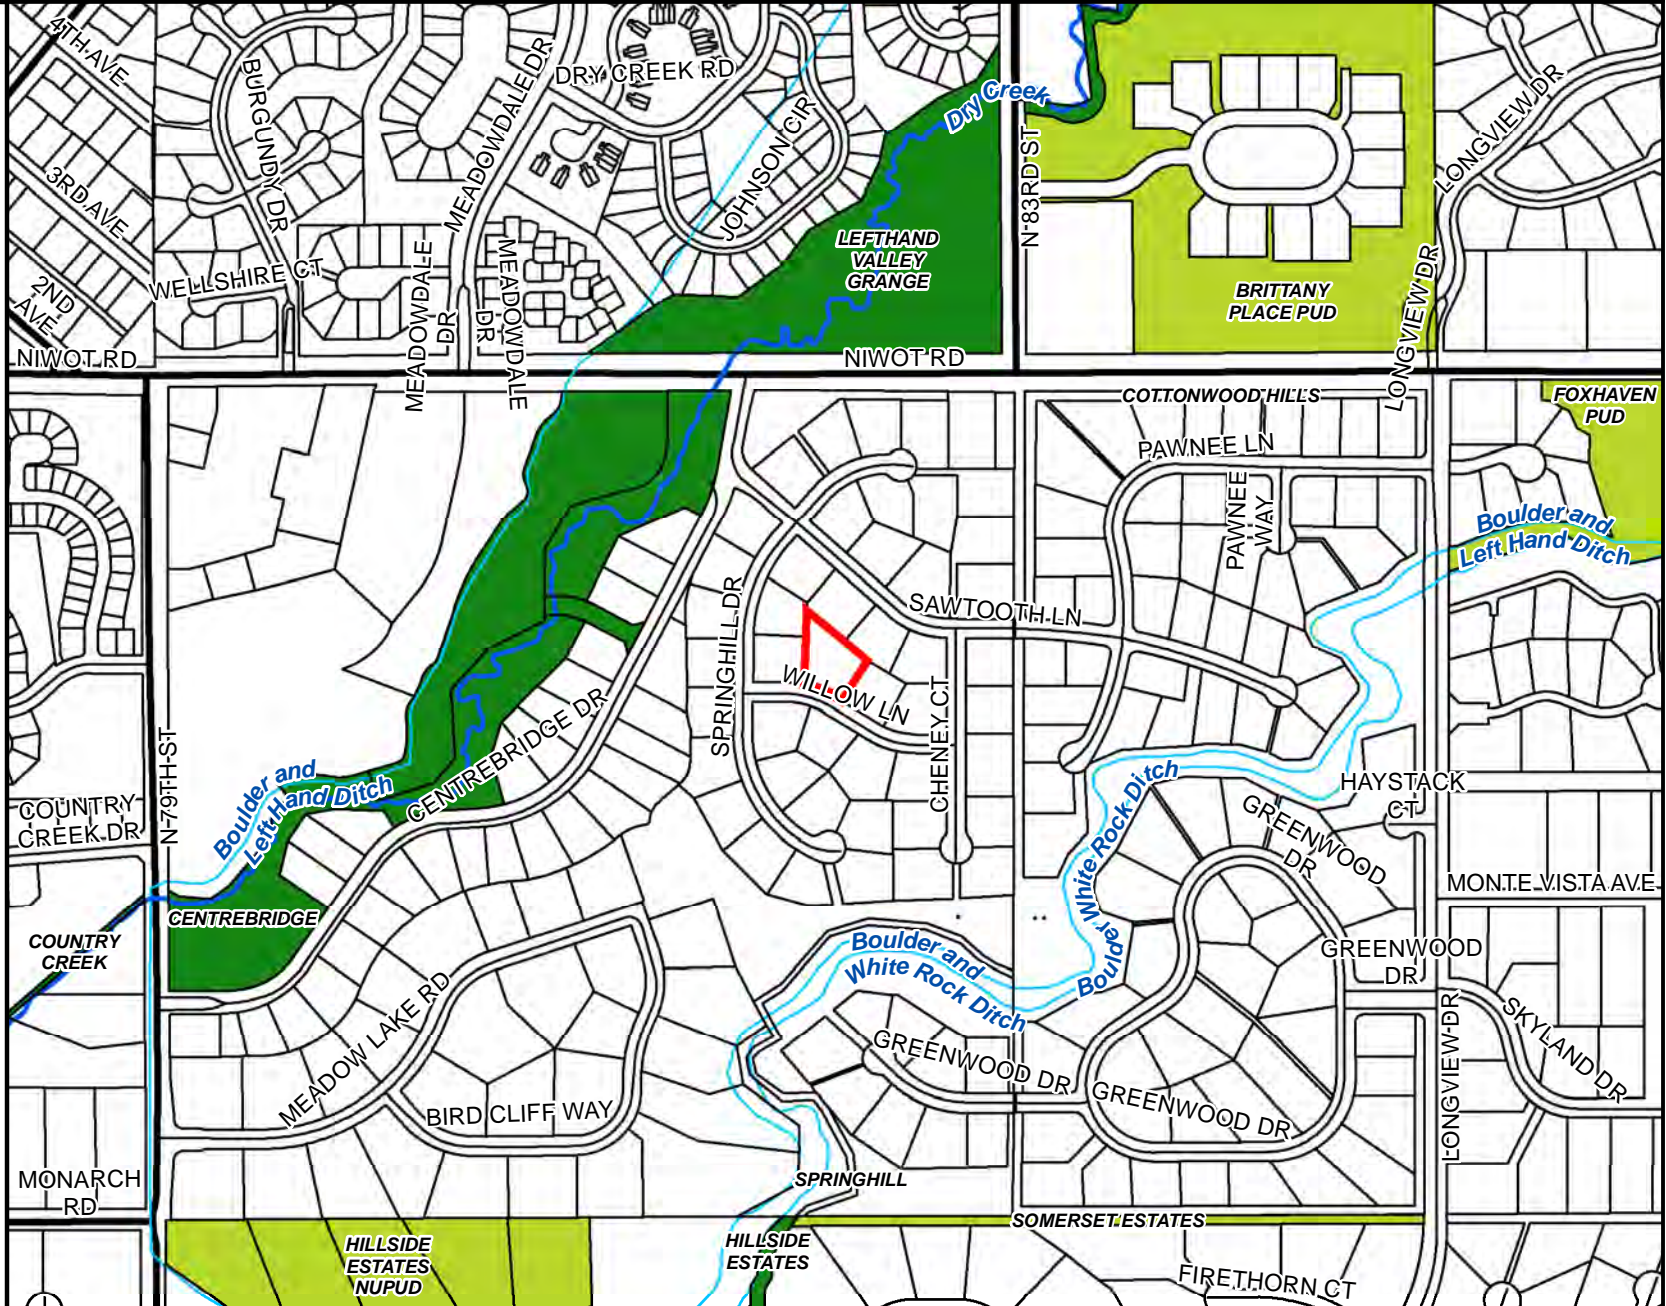 4TH AVE
BURGUNDY DR
MEADOWDALE DR
DRY CREEK RD
JOHNSON CIR
Dry Creek
N 83RD ST
LONGVIEW DR
3RD AVE
2ND
AVE
WELLSHIRE CT
MEADOWDALE
DR
MEADOWDALE
DR
LEFTHAND
VALLEY
GRANGE
BRITTANY
PLACE PUD
LONGVIEW DR
NIWOT RD
NIWOT RD
COTTONWOOD HILLS
FOXHAVEN
PUD
PAWNEE LN
PAWNEE
WAY
Boulder and
Left Hand Ditch
SAWTOOTH LN
SPRINGHILL DR
WILLOW LN
CHENEY CT
CENTREBRIDGE DR
N 79TH ST
Boulder and
Left Hand Ditch
COUNTRY
CREEK DR
Boulder White Rock Ditch
HAYSTACK
CT
GREENWOOD
DR
MONTE VISTA AVE
CENTREBRIDGE
COUNTRY
CREEK
Boulder and
White Rock Ditch
GREENWOOD
DR
MEADOW LAKE RD
GREENWOOD DR
GREENWOOD DR
LONGVIEW DR
SKYLAND DR
BIRD CLIFF WAY
MONARCH
RD
SPRINGHILL
SOMERSET ESTATES
HILLSIDE
ESTATES
NUPUD
HILLSIDE
ESTATES
FIRETHORN CT